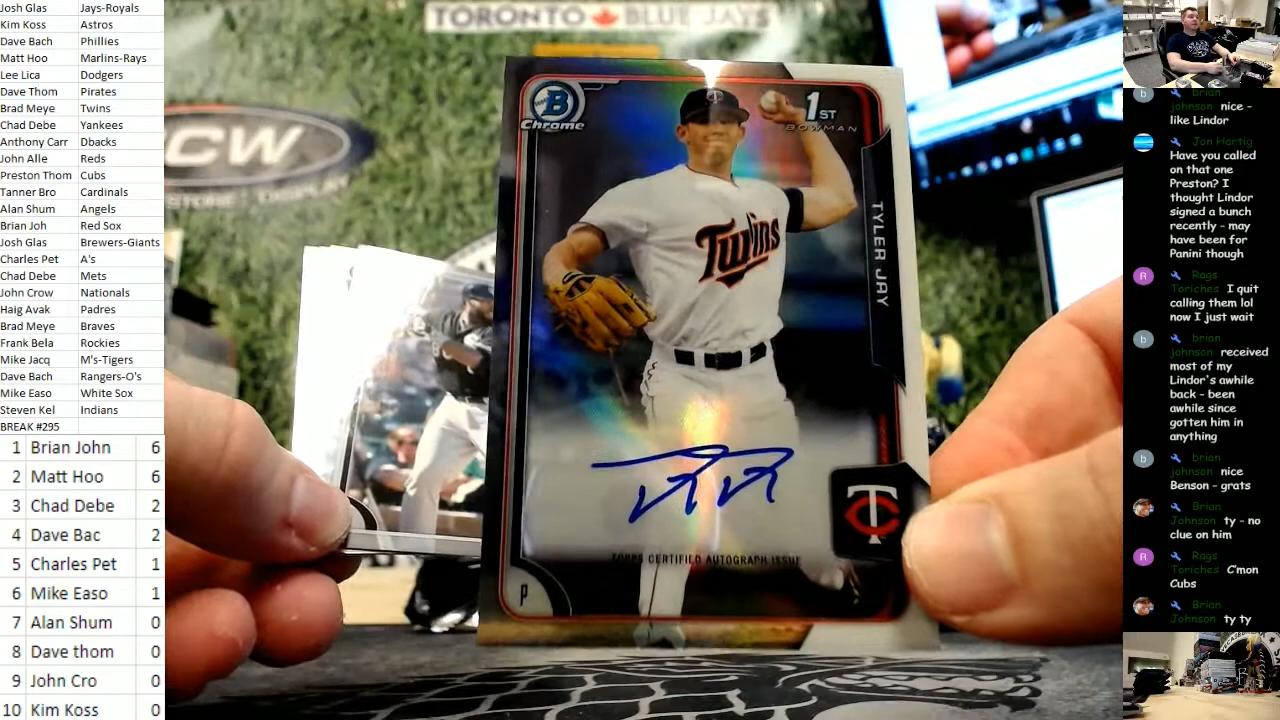 Josh Glas Jays-Royals
Kim Koss Astros
Dave Bach Phillies
Matt Hoo Marlins-Rays
Lee Lica Dodgers
Dave Thom Pirates
Brad Meye Twins
Chad Debe Yankees
Anthony Carr Dbacks
John Alle Reds
Preston Thom Cubs
Tanner Bro Cardinals
Alan Shum Angels
Brian Joh Red Sox
Josh Glas Brewers-Giants
Charles Pet A's
Chad Debe Mets
John Crow Nationals
Haig Avak Padres
Brad Meye Braves
Frank Bela Rockies
Mike Jacq M's-Tigers
Dave Bach Rangers-O's
Mike Easo White Sox
Steven Kel Indians
BREAK #295
1 Brian John 6
2 Matt Hoo 6
3 Chad Debe 2
4 Dave Bac 2
5 Charles Pet 1
6 Mike Easo 1
7 Alan Shum 0
8 Dave thom 0
9 John Cro 0
10 Kim Koss 0
TORONTO BLUE JAYS
CW
B
Chrome
1ST
BOWMAN
T
Twins
TYLER JAY
TC
TOPPS CERTIFIED AUTOGRAPH ISSUE
P
b brian
johnson nice -
like Lindor
Jon Hartig
Have you called
on that one
Preston? I
thought Lindor
signed a bunch
recently - may
have been for
Panini though
R Rags
Toriches I quit
calling them lol
now I just wait
b brian
johnson received
most of my
Lindor's awhile
back - been
awhile since
gotten him in
anything
b brian
johnson nice
Benson - grats
Brian
Johnson ty - no
clue on him
R Rags
Toriches C'mon
Cubs
Brian
Johnson ty ty